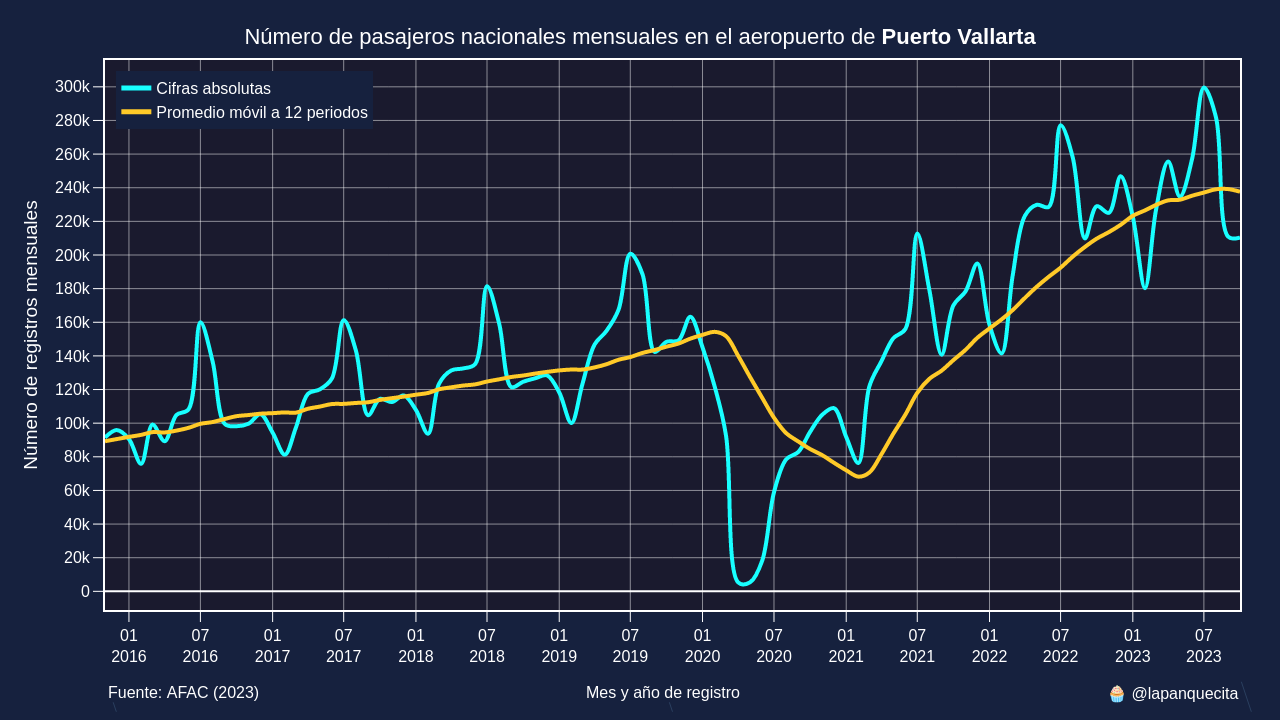 Número de pasajeros nacionales mensuales en el aeropuerto de Puerto Vallarta
Cifras absolutas
Promedio móvil a 12 periodos
Número de registros mensuales
300k
280k
260k
240k
220k
200k
180k
160k
140k
120k
100k
80k
60k
40k
20k
0
01 07 01 07 01 07 01 07 01 07 01 07 01 07 01 07
2016 2016 2017 2017 2018 2018 2019 2019 2020 2020 2021 2021 2022 2022 2023 2023
Fuente: AFAC (2023) Mes y año de registro 🧁 @lapanquecita